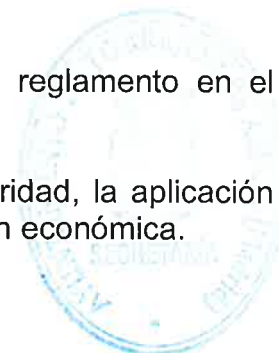 reglamento en el
ridad, la aplicación
n económica.